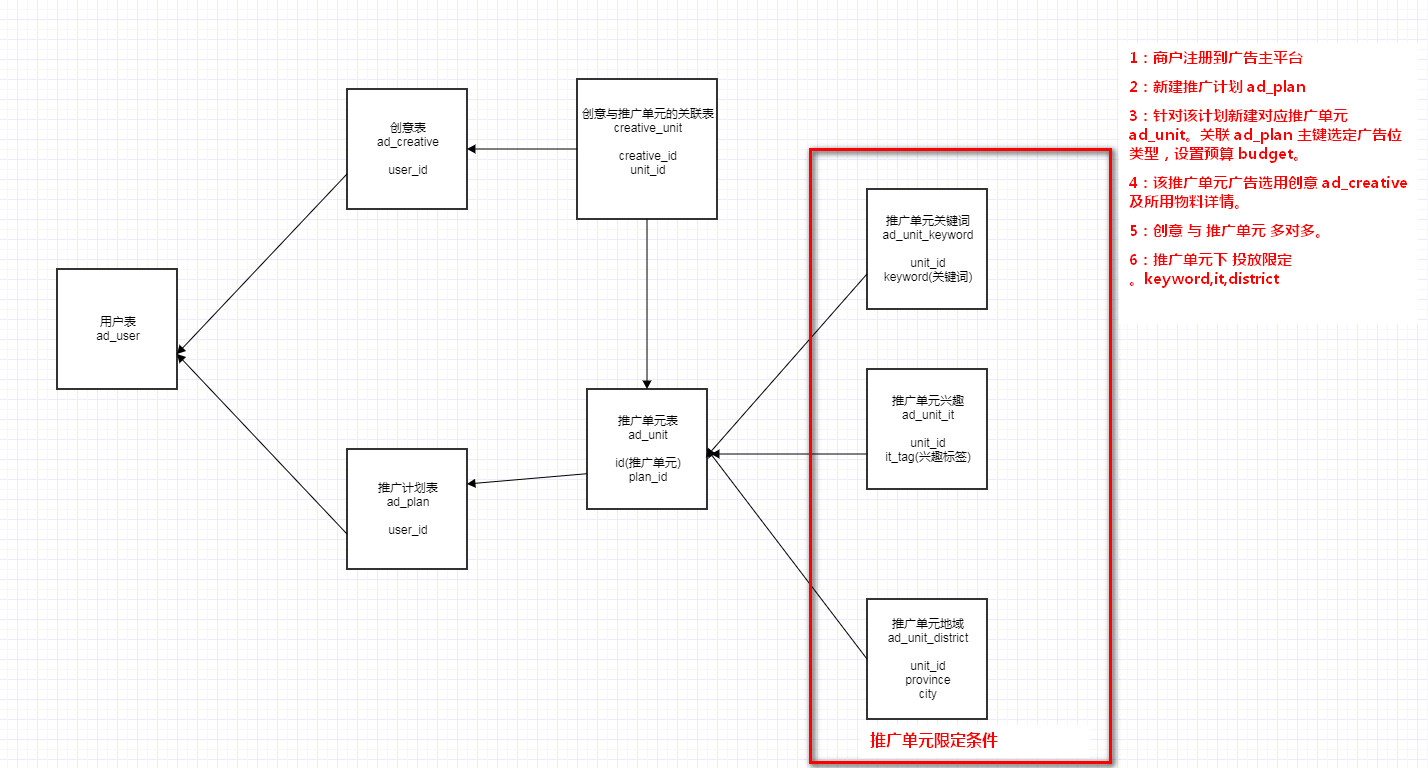 创意表
ad_creative
user_id
创意与推广单元的关联表
creative_unit
creative_id
unit_id
用户表
ad_user
推广计划表
ad_plan
user_id
推广单元表
ad_unit
id(推广单元)
plan_id
推广单元关键词
ad_unit_keyword
unit_id
keyword(关键词)
推广单元兴趣
ad_unit_it
unit_id
it_tag(兴趣标签)
推广单元地域
ad_unit_district
unit_id
province
city
推广单元限定条件
1：商户注册到广告主平台
2：新建推广计划 ad_plan
3：针对该计划新建对应推广单元
ad_unit。关联 ad_plan 主键选定广告位
类型，设置预算 budget。
4：该推广单元广告选用创意 ad_creative
及所用物料详情。
5：创意 与 推广单元 多对多。
6：推广单元下 投放限定
。keyword,it,district